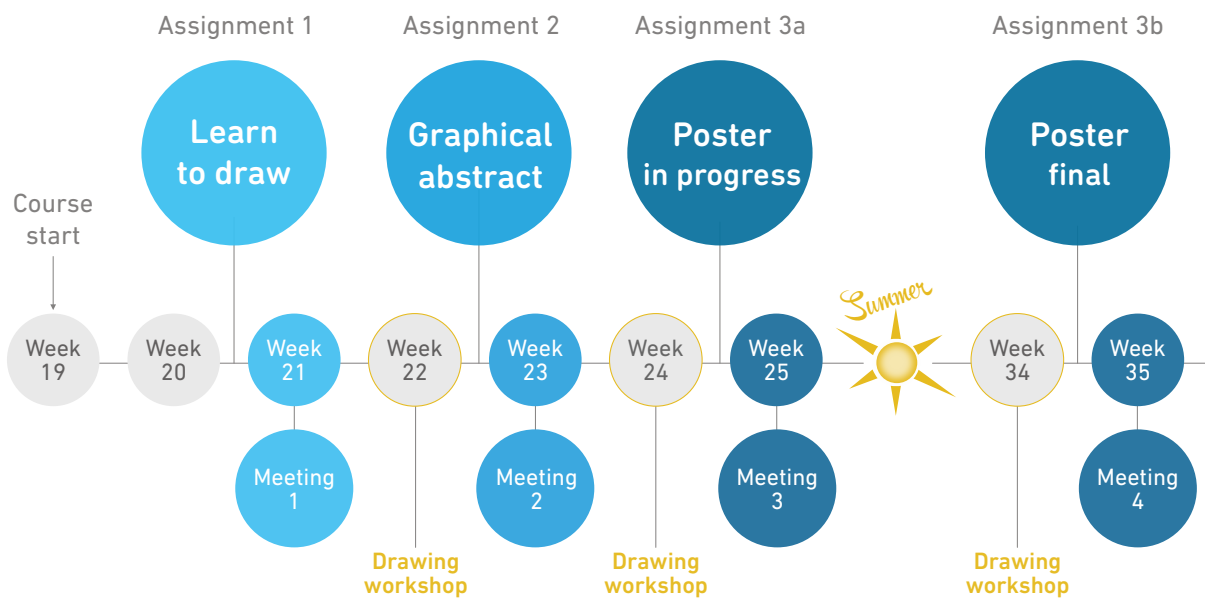 Assignment 1
Assignment 2
Assignment 3a
Assignment 3b
Learn
to draw
Graphical
abstract
Poster
in progress
Poster
final
Course
start
Summer
Week
19
Week
20
Week
21
Week
22
Week
23
Week
24
Week
25
Week
34
Week
35
Meeting
1
Meeting
2
Meeting
3
Meeting
4
Drawing
workshop
Drawing
workshop
Drawing
workshop